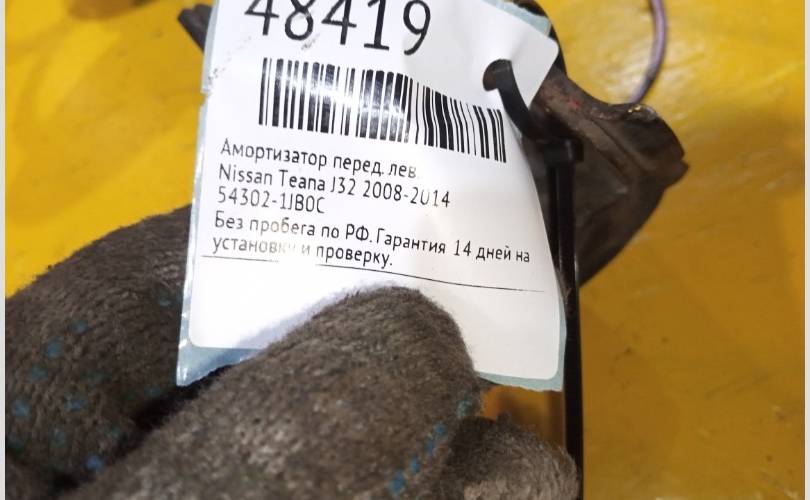 48419
Амортизатор перед. лев.
Nissan Teana J32 2008-2014
54302-1JB0C
Без пробега по РФ. Гарантия 14 дней на
установку и проверку.